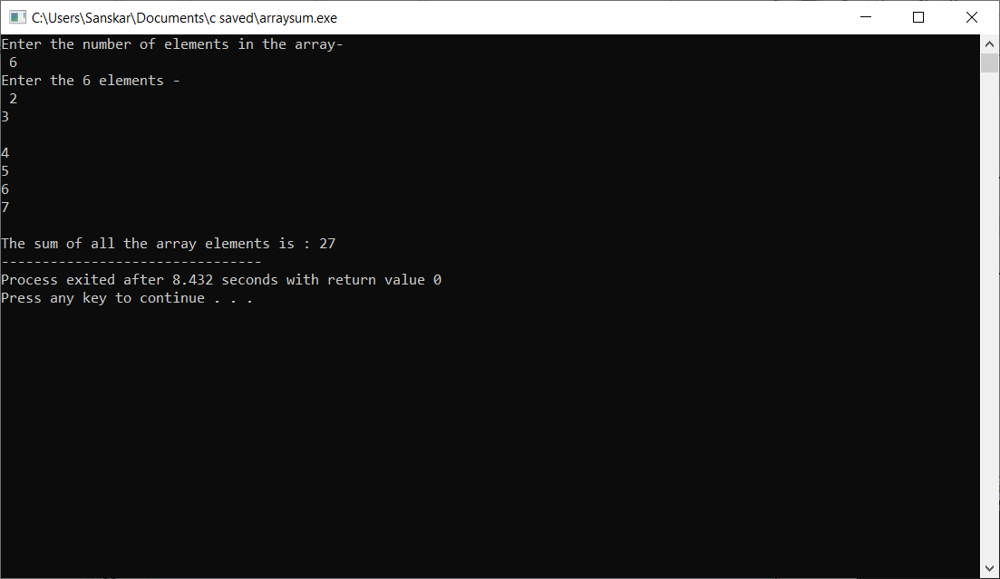 C:\Users\Sanskar\Documents\c saved\arraysum.exe
Enter the number of elements in the array-
6
Enter the 6 elements -
2
3
4
5
6
7
The sum of all the array elements is : 27
--------------------------------
Process exited after 8.432 seconds with return value 0
Press any key to continue . . .